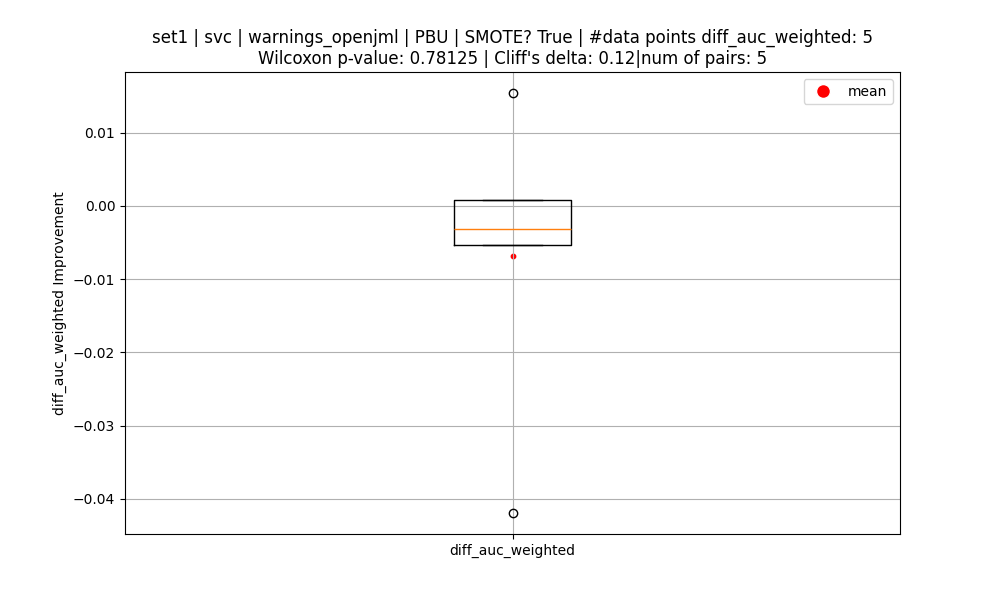 set1 | svc | warnings_openjml | PBU | SMOTE? True | #data points diff_auc_weighted: 5
Wilcoxon p-value: 0.78125 | Cliff's delta: 0.12|num of pairs: 5
mean
diff_auc_weighted Improvement
0.01
0.00
−0.01
−0.02
−0.03
−0.04
diff_auc_weighted